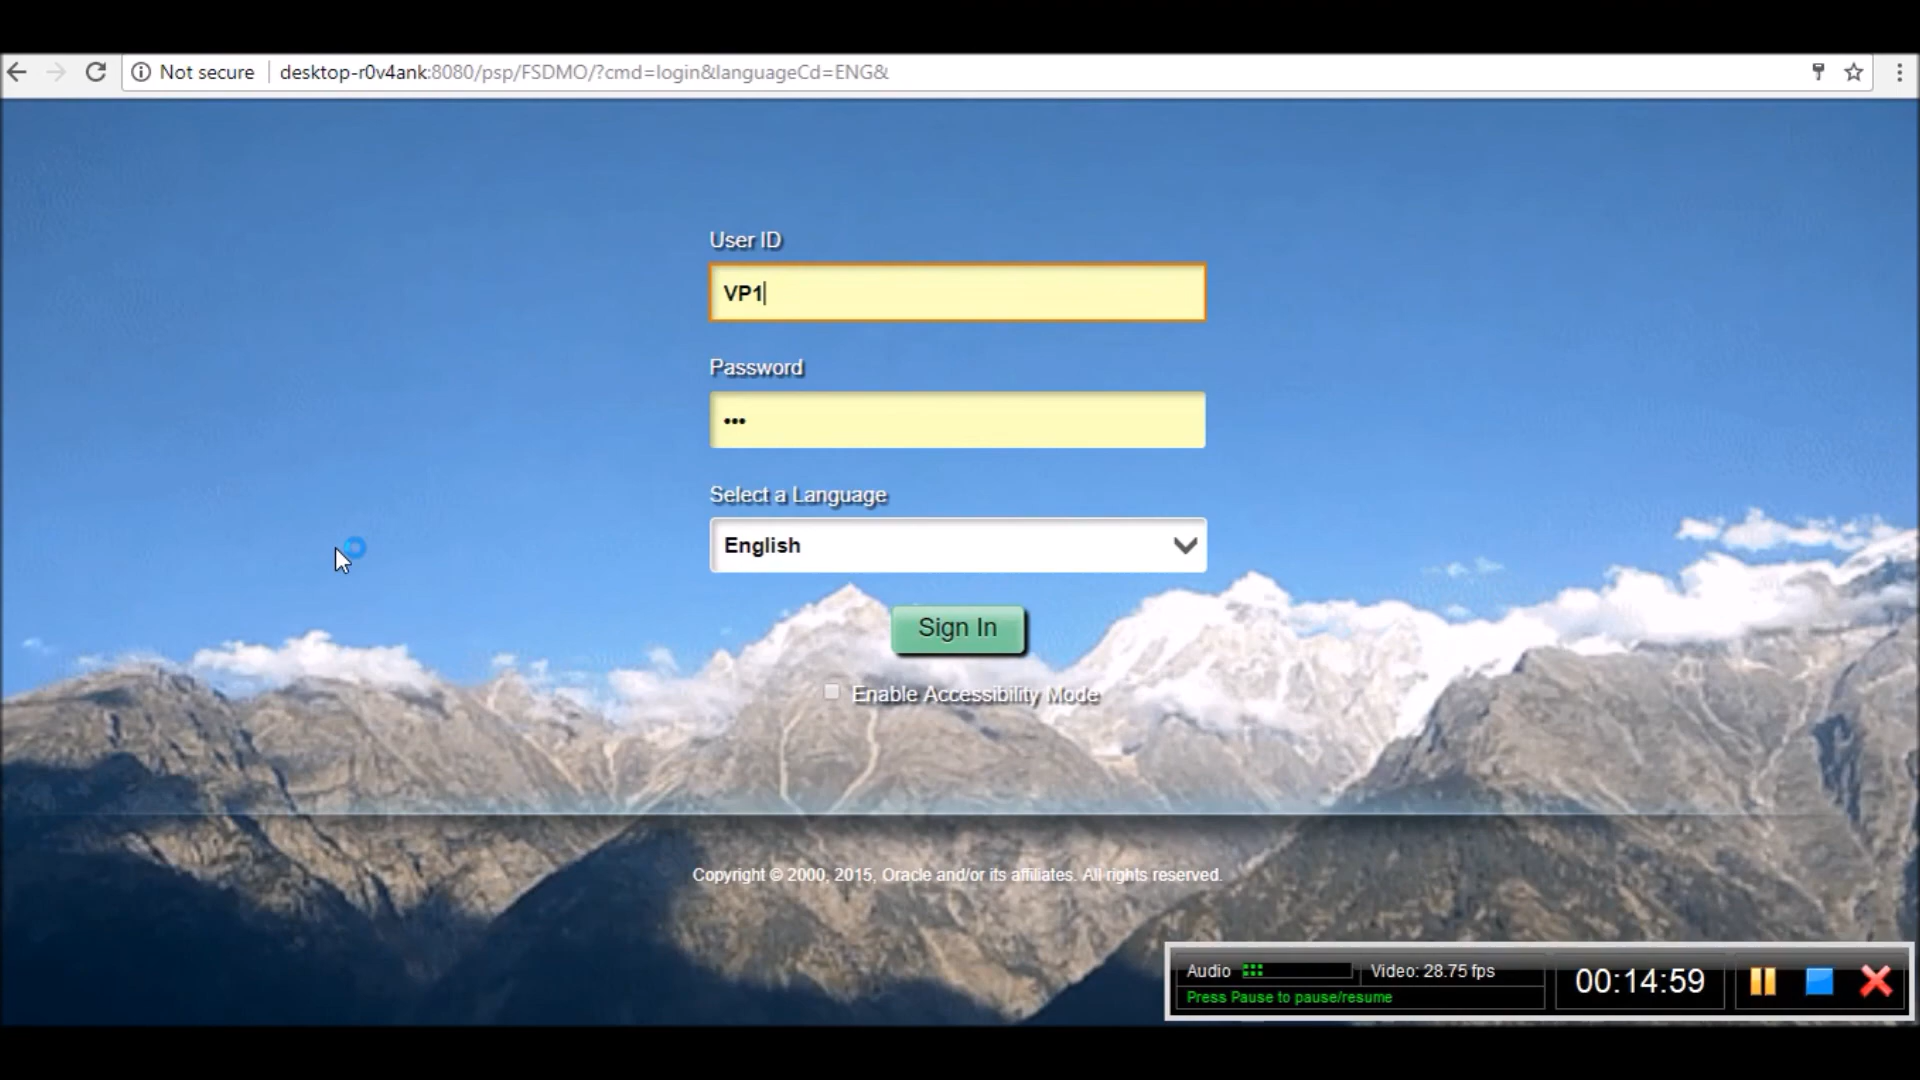 Not secure
desktop-r0v4ank:8080/psp/FSDMO/?cmd=login&languageCd=ENG&
User ID
VP1
Password
•••
Select a Language
English
Sign In
Enable Accessibility Mode
Copyright © 2000, 2015, Oracle and/or its affiliates. All rights reserved.
Audio
Video: 28.75 fps
Press Pause to pause/resume
00:14:59